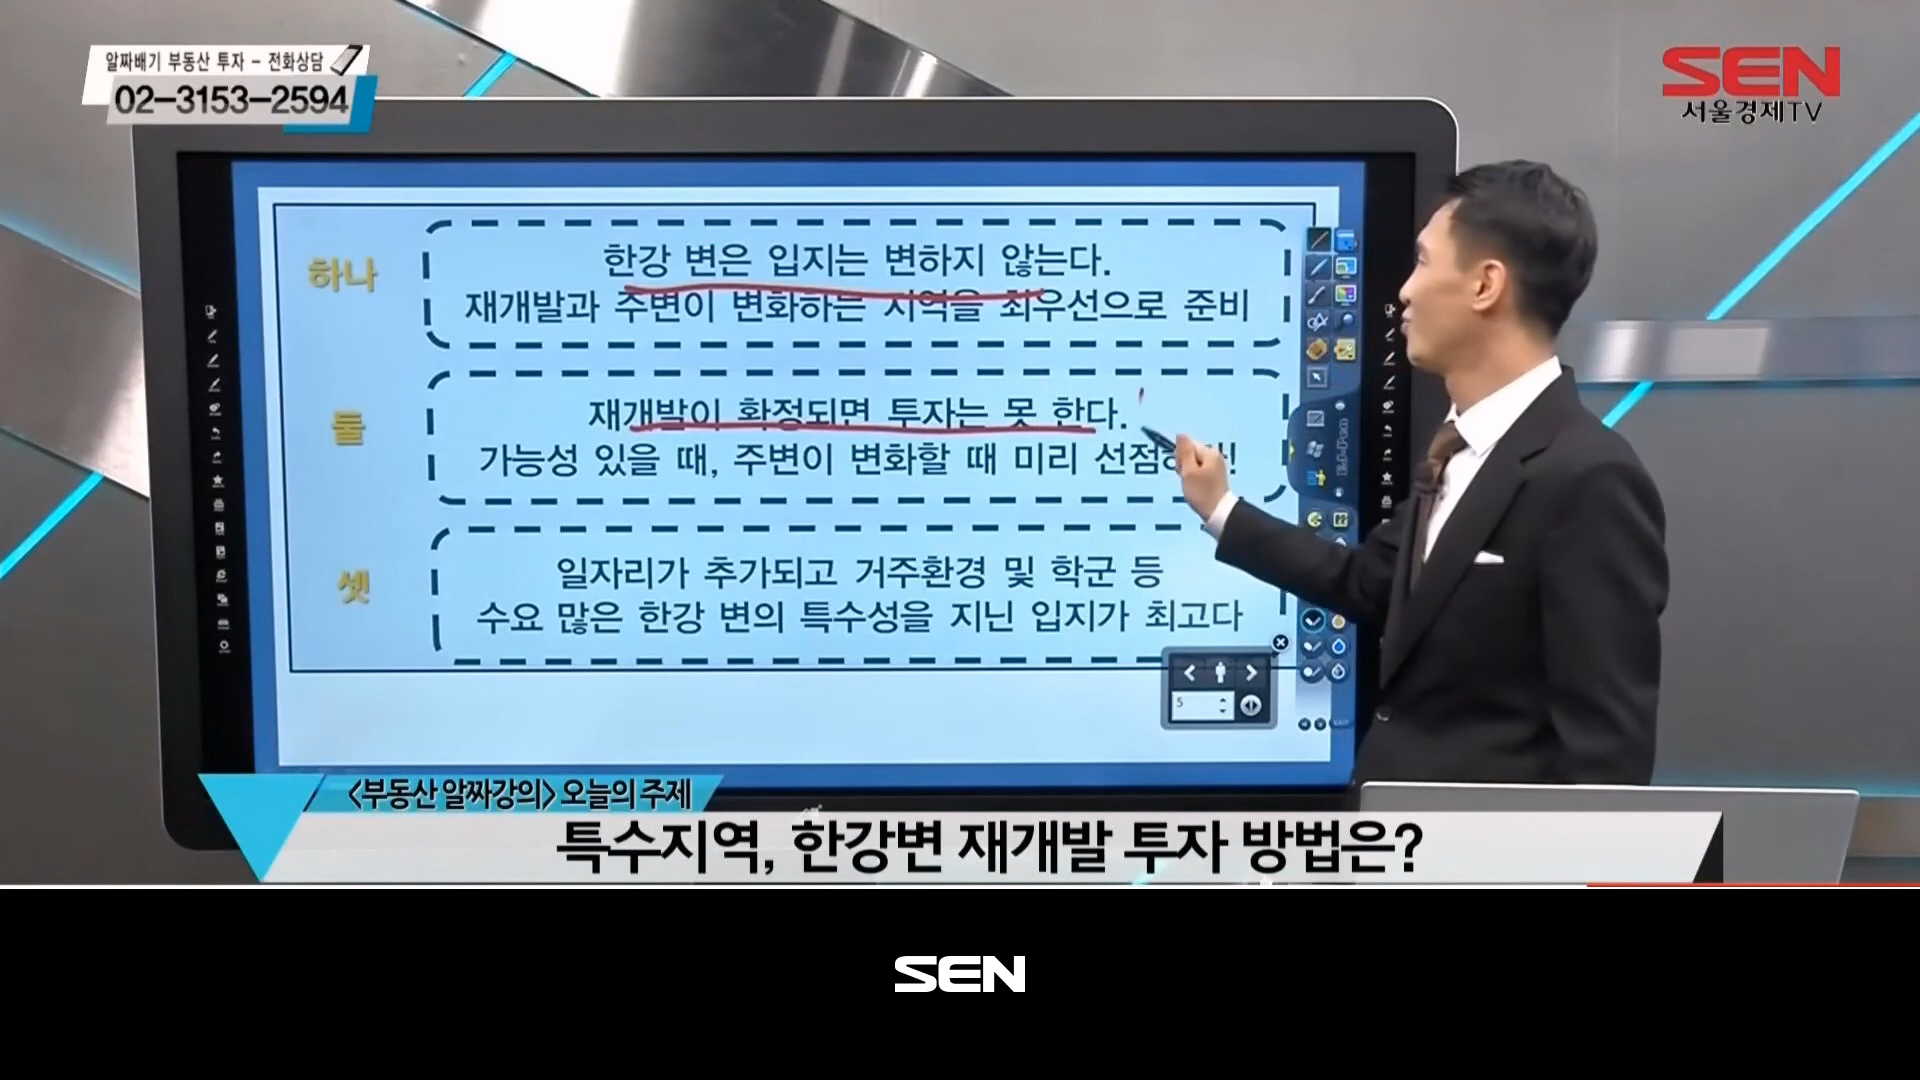 알짜배기 부동산 투자 - 전화상담
02-3153-2594
SEN
서울경제TV
하나
한강 변은 입지는 변하지 않는다.
재개발과 주변이 변화하는 지역을 최우선으로 준비
둘
재개발이 확정되면 투자는 못 한다.
가능성 있을 때, 주변이 변화할 때 미리
셋
일자리가 추가되고 거주환경 및 학군 등
수요 많은 한강 변의 특수성을 지닌 입지가 최고다
5
<부동산 알짜강의> 오늘의 주제
특수지역, 한강변 재개발 투자 방법은?
SEN